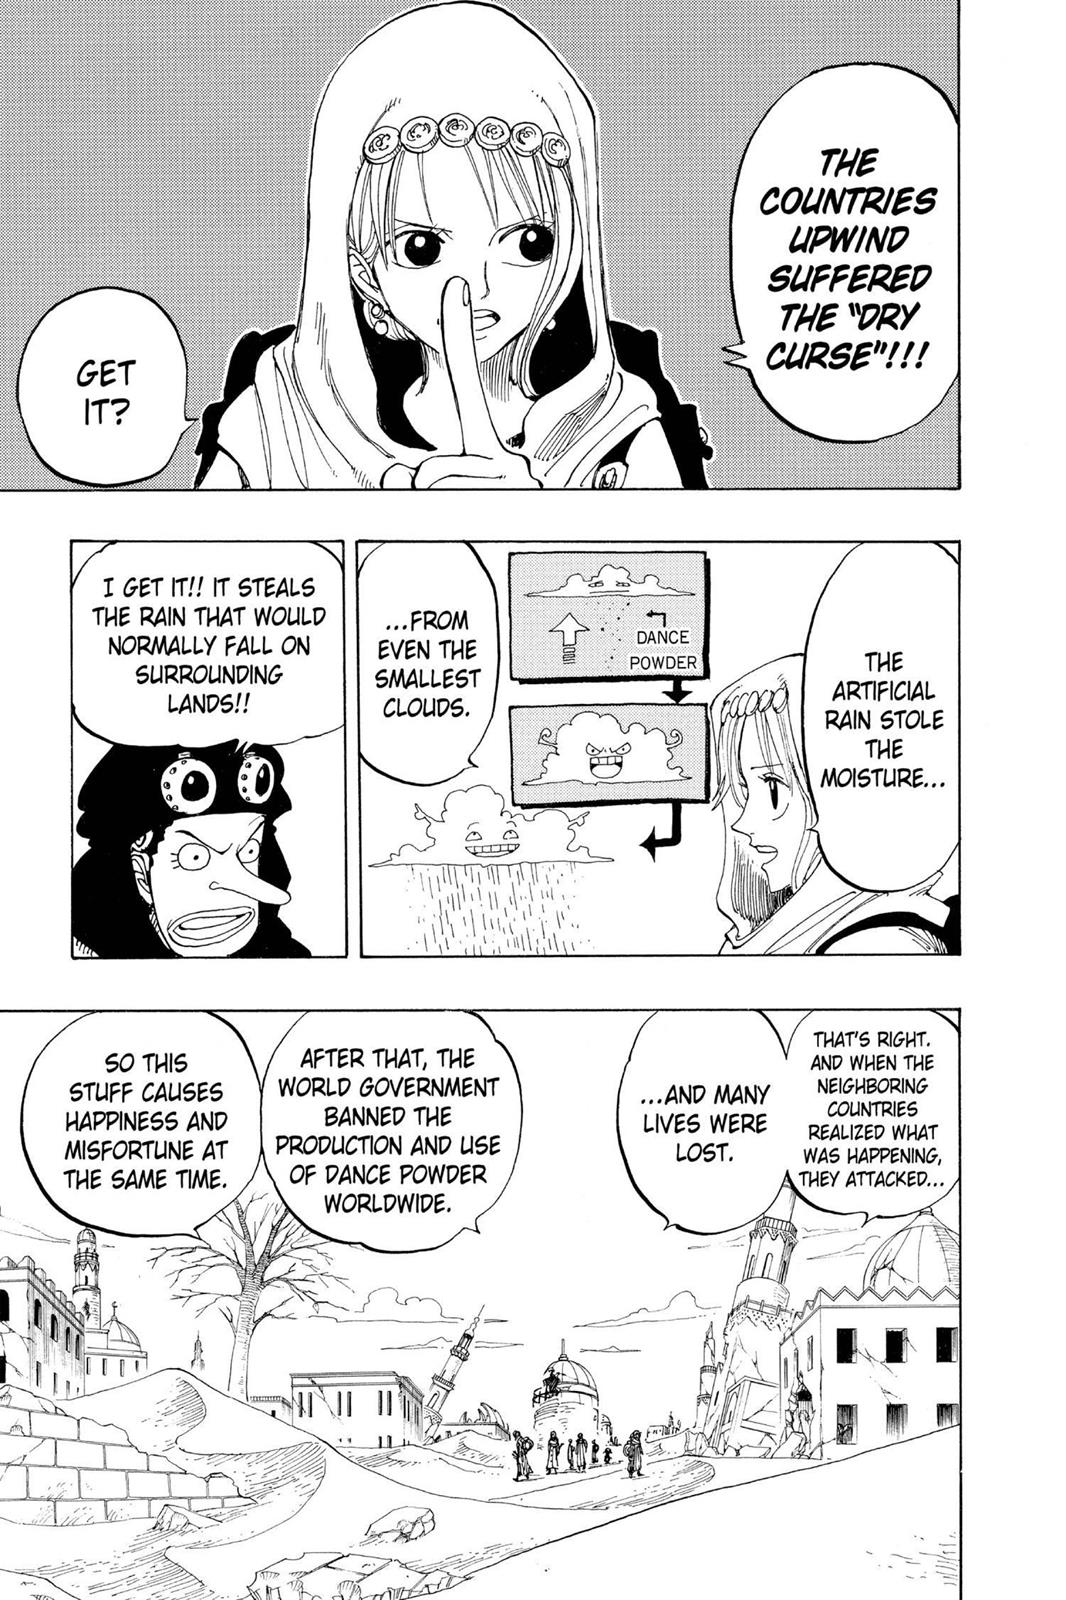 THE
COUNTRIES
UPWIND
SUFFERED
THE "DRY
CURSE"!!!
GET
IT?
THE
ARTIFICIAL
RAIN STOLE
THE
MOISTURE...
DANCE
POWDER
...FROM
EVEN THE
SMALLEST
CLOUDS.
I GET IT!! IT STEALS
THE RAIN THAT WOULD
NORMALLY FALL ON
SURROUNDING
LANDS!!
THAT'S RIGHT.
AND WHEN THE
NEIGHBORING
COUNTRIES
REALIZED WHAT
WAS HAPPENING,
THEY ATTACKED...
...AND MANY
LIVES WERE
LOST.
AFTER THAT, THE
WORLD GOVERNMENT
BANNED THE
PRODUCTION AND USE
OF DANCE POWDER
WORLDWIDE.
SO THIS
STUFF CAUSES
HAPPINESS AND
MISFORTUNE AT
THE SAME TIME.